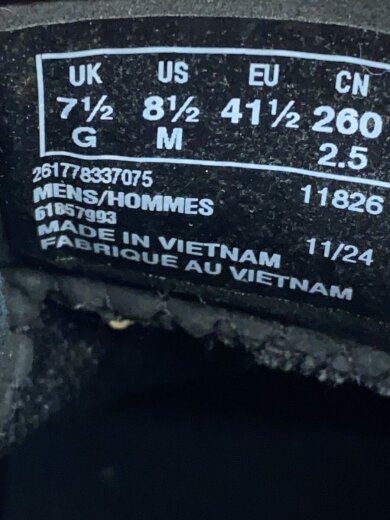 UK US EU CN
7½ 8½ 41½ 260
G M 2.5
261778337075 11826
MENS/HOMMES
61B57993
MADE IN VIETNAM 11/24
FABRIQUE AU VIETNAM